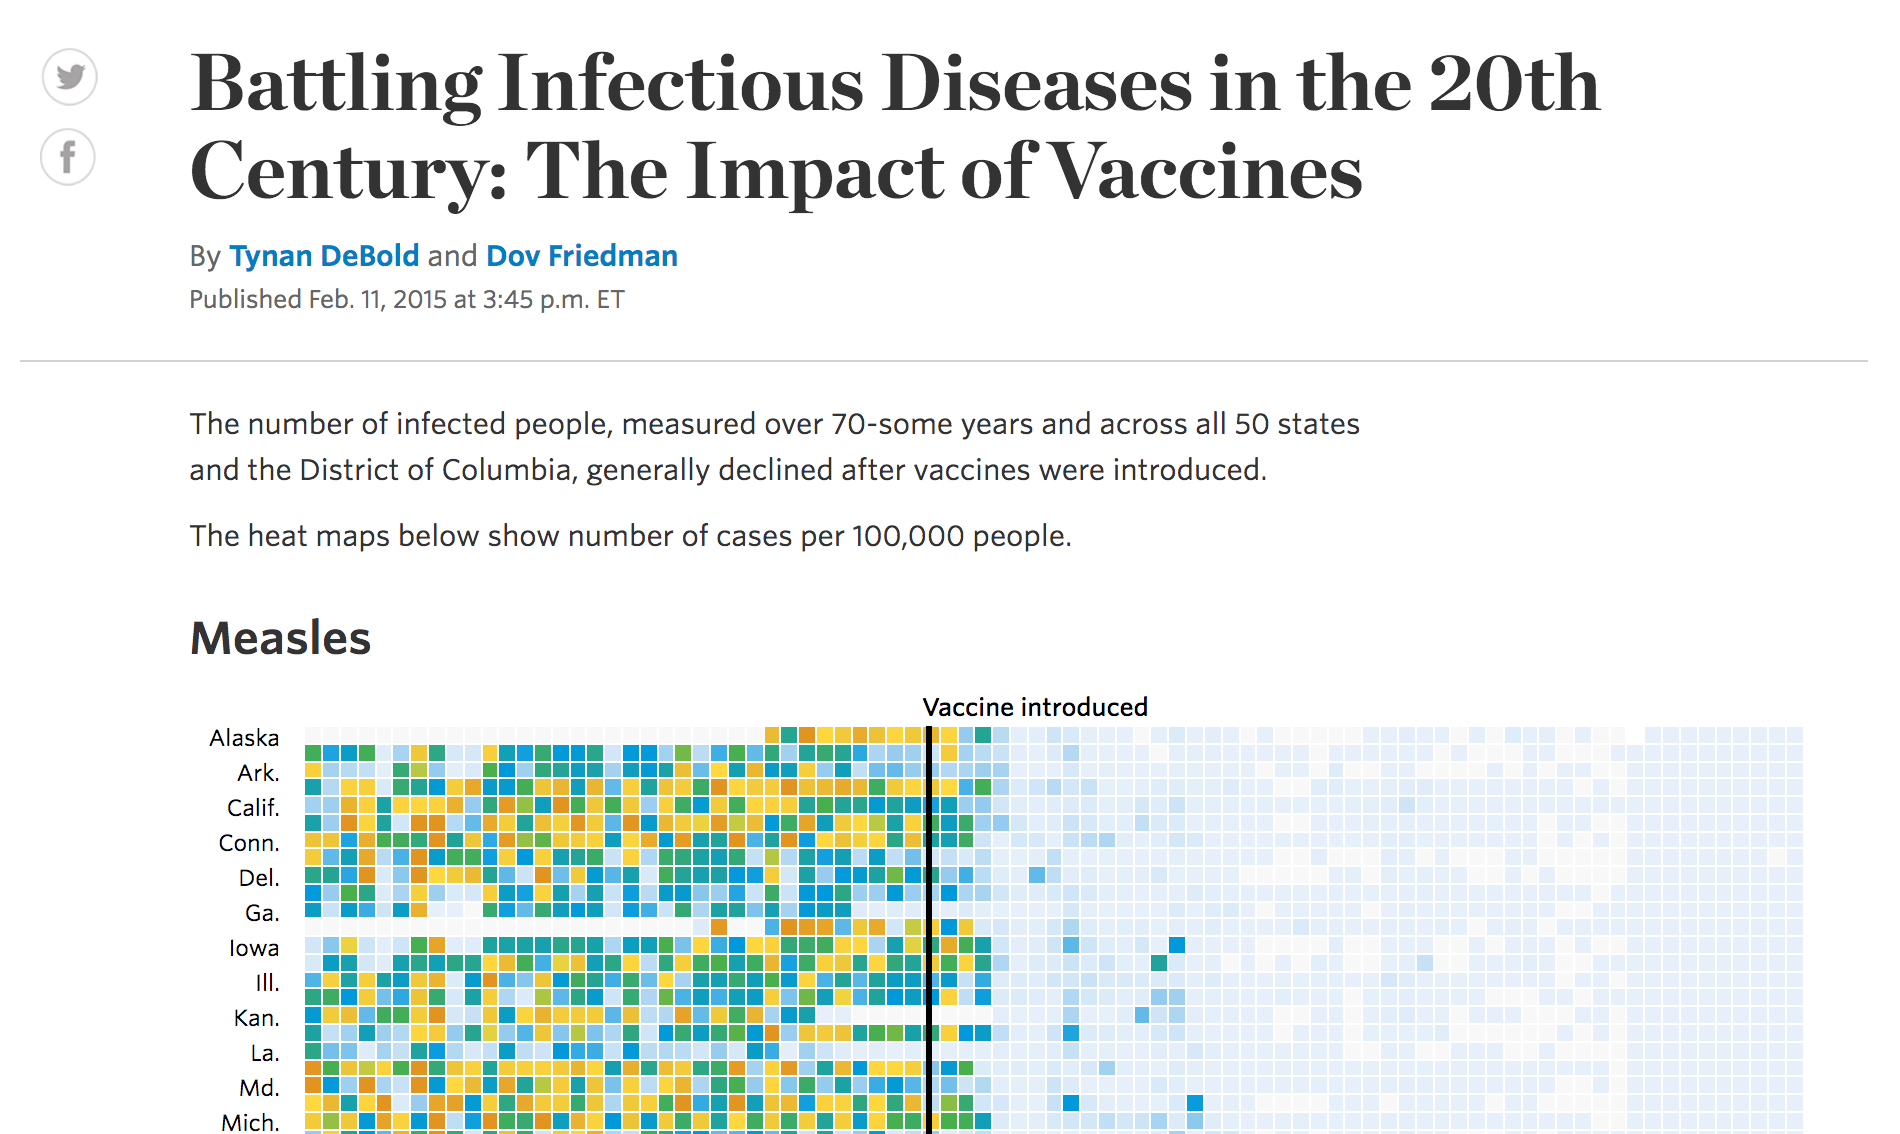 Battling Infectious Diseases in the 20th
Century: The Impact of Vaccines
By Tynan DeBold and Dov Friedman
Published Feb. 11, 2015 at 3:45 p.m. ET
The number of infected people, measured over 70-some years and across all 50 states
and the District of Columbia, generally declined after vaccines were introduced.
The heat maps below show number of cases per 100,000 people.
Measles
Vaccine introduced
Alaska
Ark.
Calif.
Conn.
Del.
Ga.
Iowa
Ill.
Kan.
La.
Md.
Mich.